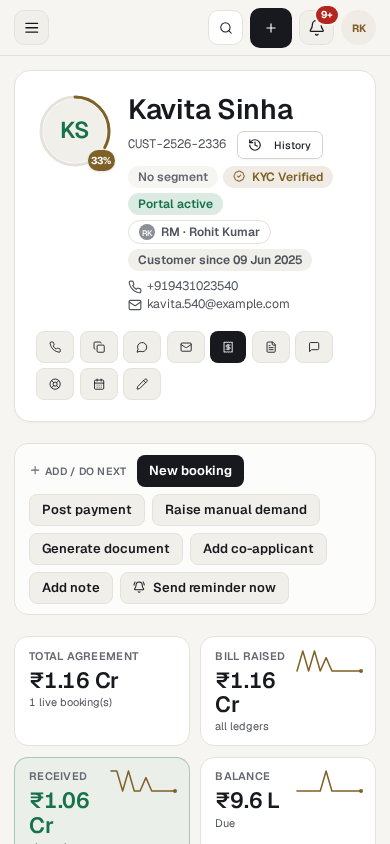 9+
RK
KS
33%
Kavita Sinha
CUST-2526-2336
History
No segment
KYC Verified
Portal active
RK RM · Rohit Kumar
Customer since 09 Jun 2025
+919431023540
kavita.540@example.com
+ ADD / DO NEXT
New booking
Post payment
Raise manual demand
Generate document
Add co-applicant
Add note
Send reminder now
TOTAL AGREEMENT
₹1.16 Cr
1 live booking(s)
BILL RAISED
₹1.16
Cr
all ledgers
RECEIVED
₹1.06
Cr
BALANCE
₹9.6 L
Due